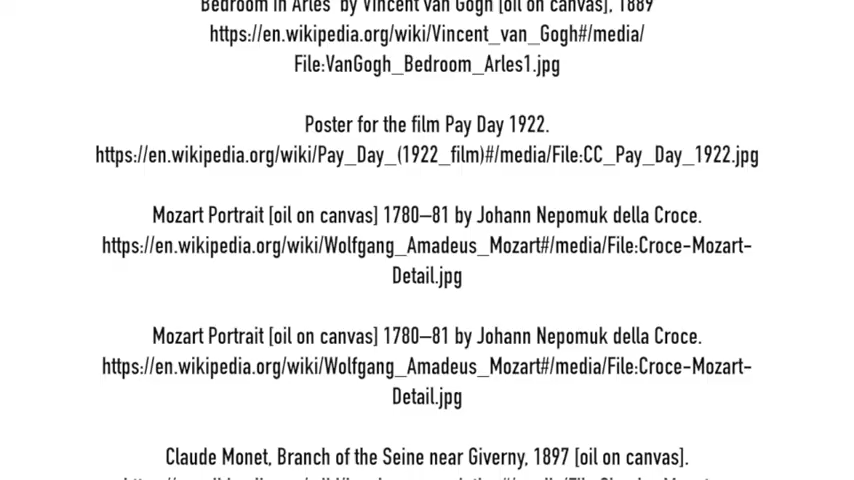 Bedroom in Arles by Vincent van Gogh [oil on canvas], 1889
https://en.wikipedia.org/wiki/Vincent_van_Gogh#/media/
File:VanGogh_Bedroom_Arles1.jpg
Poster for the film Pay Day 1922.
https://en.wikipedia.org/wiki/Pay_Day_(1922_film)#/media/File:CC_Pay_Day_1922.jpg
Mozart Portrait [oil on canvas] 1780–81 by Johann Nepomuk della Croce.
https://en.wikipedia.org/wiki/Wolfgang_Amadeus_Mozart#/media/File:Croce-Mozart-
Detail.jpg
Mozart Portrait [oil on canvas] 1780–81 by Johann Nepomuk della Croce.
https://en.wikipedia.org/wiki/Wolfgang_Amadeus_Mozart#/media/File:Croce-Mozart-
Detail.jpg
Claude Monet, Branch of the Seine near Giverny, 1897 [oil on canvas].